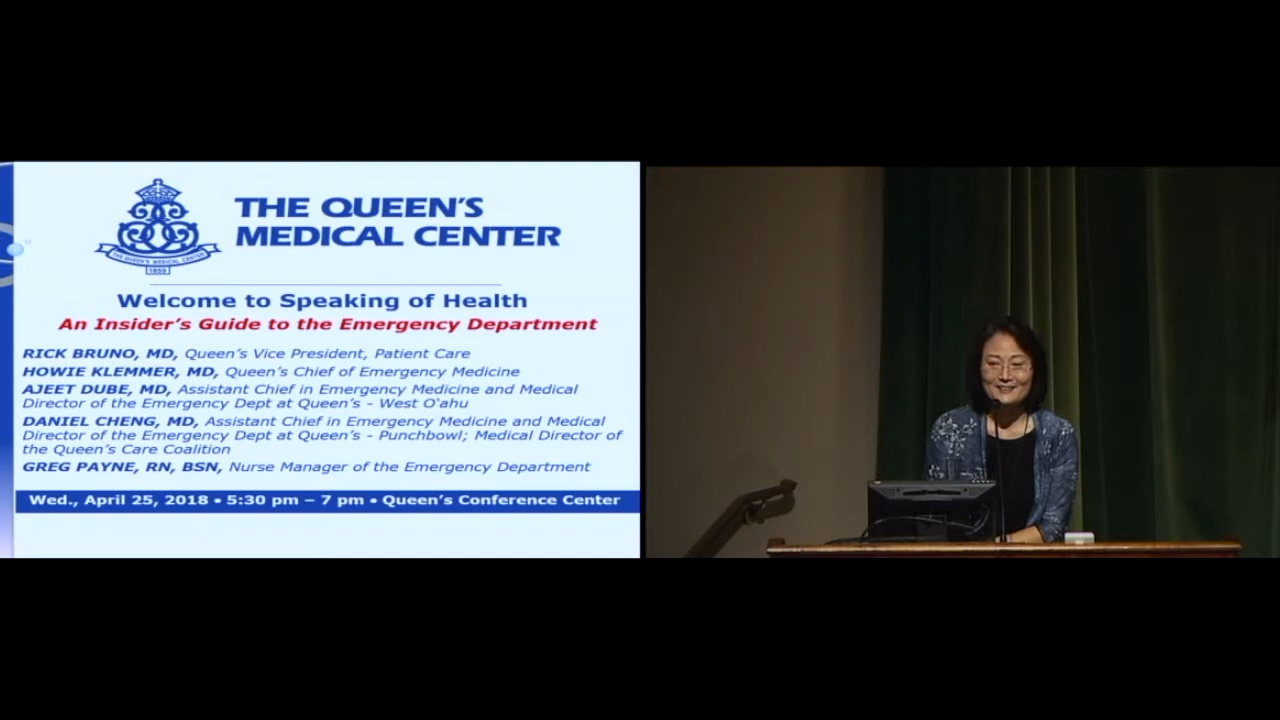 THE QUEEN'S
MEDICAL CENTER
THE QUEEN'S MEDICAL CENTER
1859
Welcome to Speaking of Health
An Insider's Guide to the Emergency Department
RICK BRUNO, MD, Queen's Vice President, Patient Care
HOWIE KLEMMER, MD, Queen's Chief of Emergency Medicine
AJEET DUBE, MD, Assistant Chief in Emergency Medicine and Medical
Director of the Emergency Dept at Queen's - West O'ahu
DANIEL CHENG, MD, Assistant Chief in Emergency Medicine and Medical
Director of the Emergency Dept at Queen's - Punchbowl; Medical Director of
the Queen's Care Coalition
GREG PAYNE, RN, BSN, Nurse Manager of the Emergency Department
Wed., April 25, 2018 • 5:30 pm – 7 pm • Queen's Conference Center